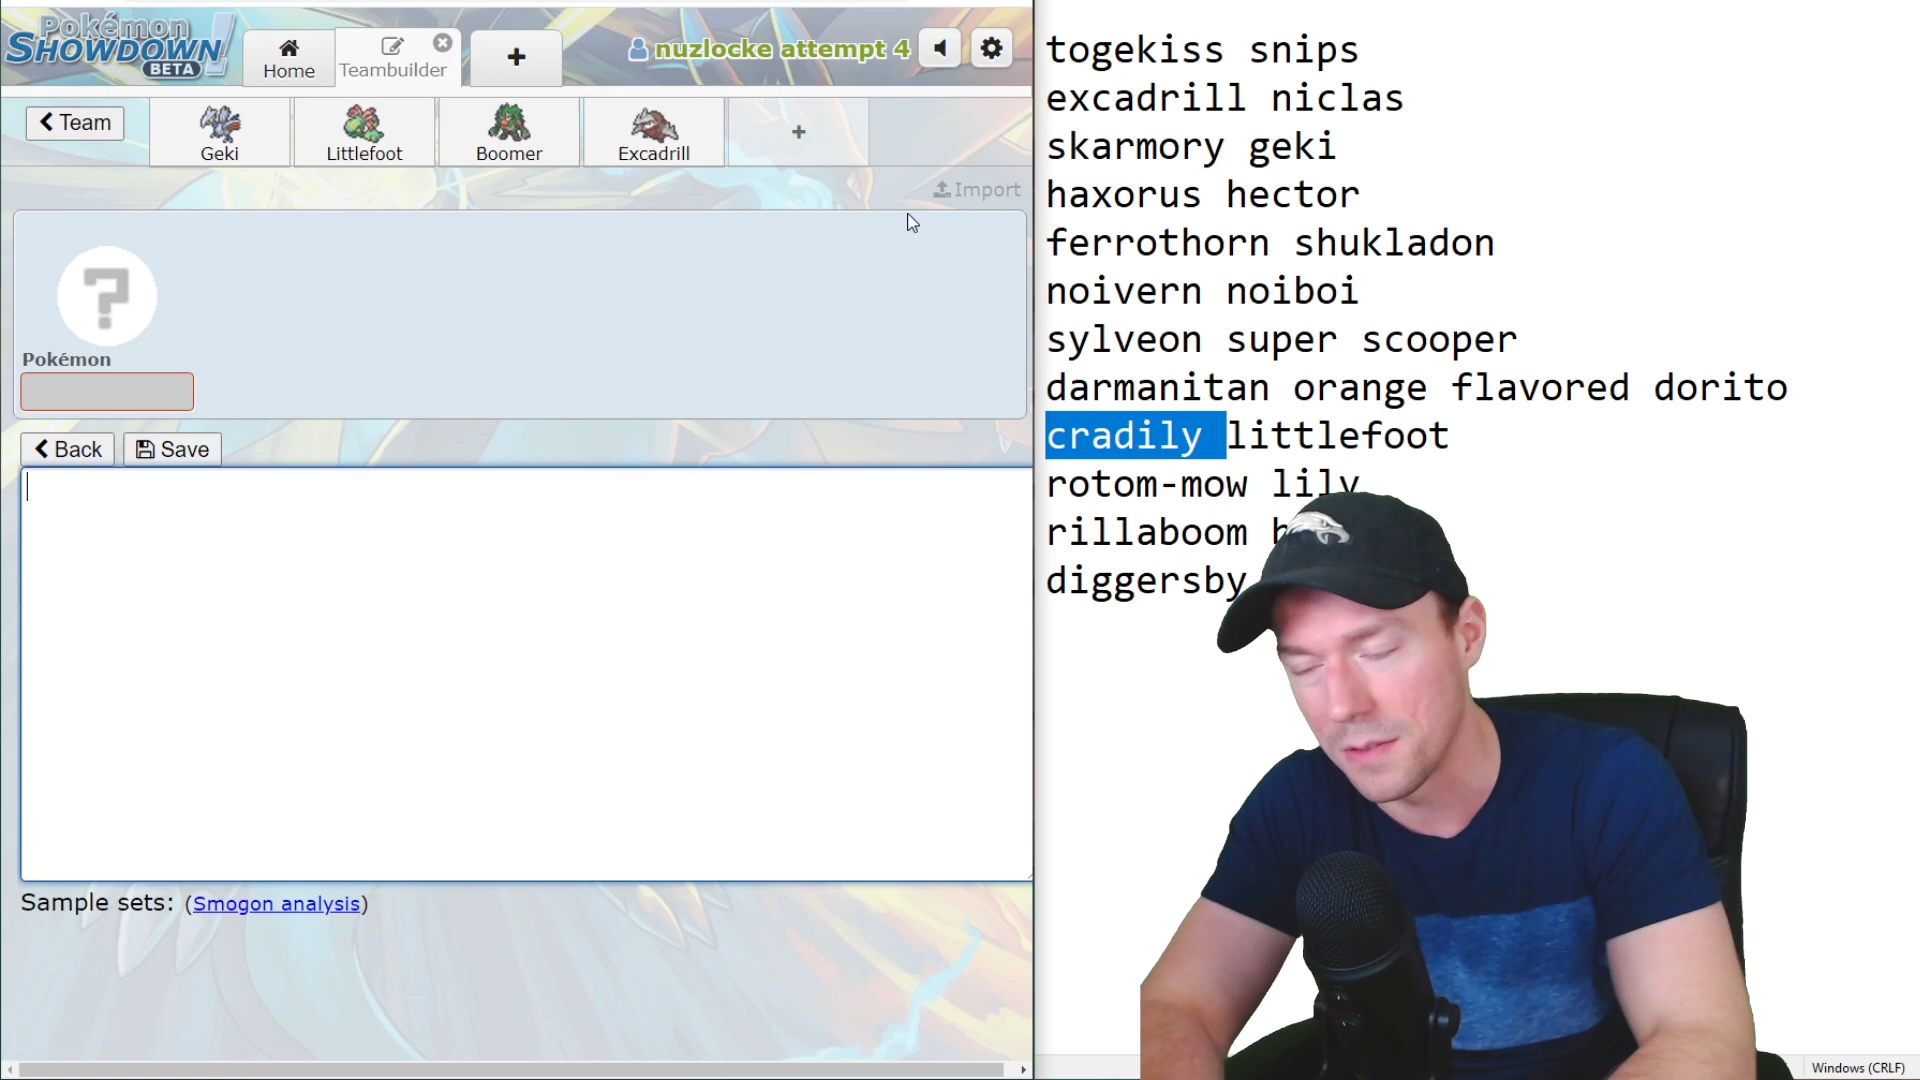 Pokémon
SHOWDOWN!
BETA
Home
Teambuilder
+
nuzlocke attempt 4
Team
Geki
Littlefoot
Boomer
Excadrill
+
Import
?
Pokémon
Back
Save
Sample sets: (Smogon analysis)
togekiss snips
excadrill niclas
skarmory geki
haxorus hector
ferrothorn shukladon
noivern noiboi
sylveon super scooper
darmanitan orange flavored dorito
cradily littlefoot
rotom-mow lily
rillaboom
diggersby
Windows (CRLF)